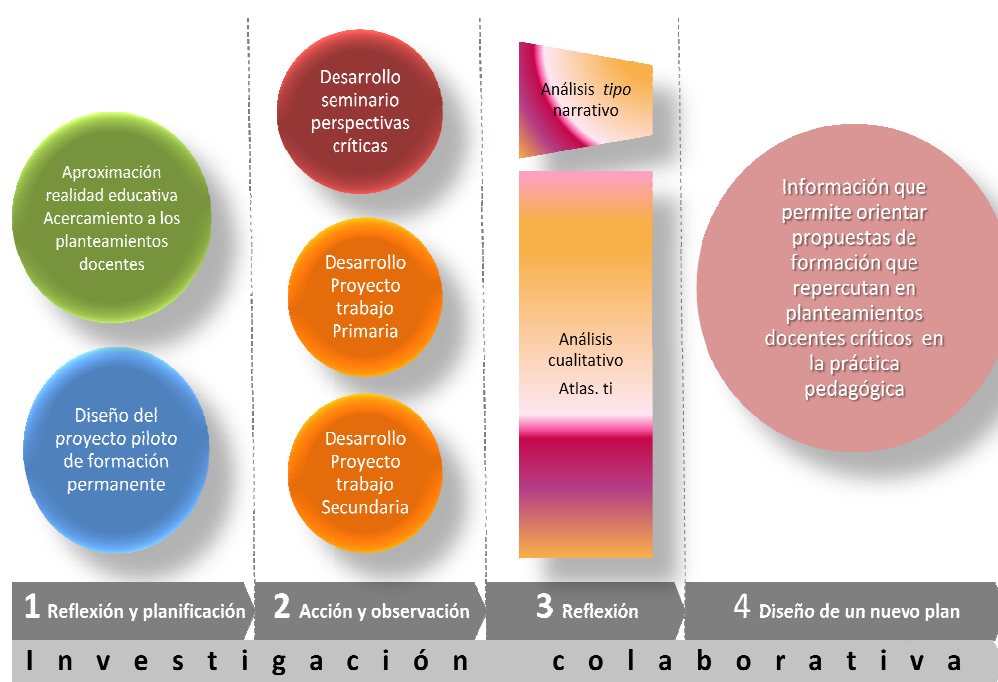 Aproximación
realidad educativa
Acercamiento a los
planteamientos
docentes
Diseño del
proyecto piloto
de formación
permanente
Desarrollo
seminario
perspectivas
críticas
Desarrollo
Proyecto
trabajo
Primaria
Desarrollo
Proyecto
trabajo
Secundaria
Análisis tipo
narrativo
Análisis
cualitativo
Atlas. ti
Información que
permite orientar
propuestas de
formación que
repercutan en
planteamientos
docentes críticos en
la práctica
pedagógica
1 Reflexión y planificación
2 Acción y observación
3 Reflexión
4 Diseño de un nuevo plan
Investigación colaborativa